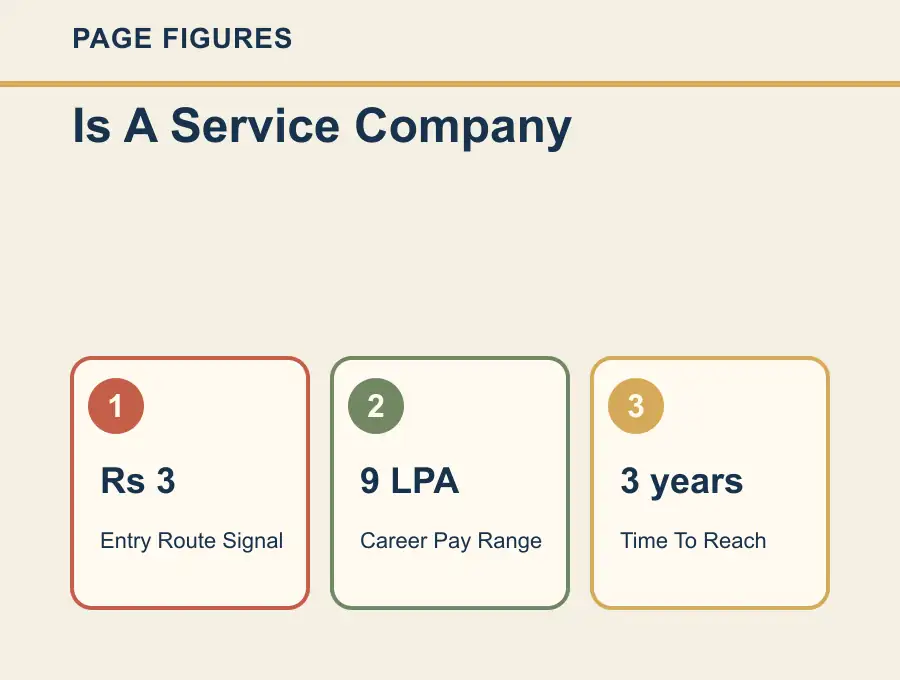 PAGE FIGURES
Is A Service Company
1
Rs 3
Entry Route Signal
2
9 LPA
Career Pay Range
3
3 years
Time To Reach